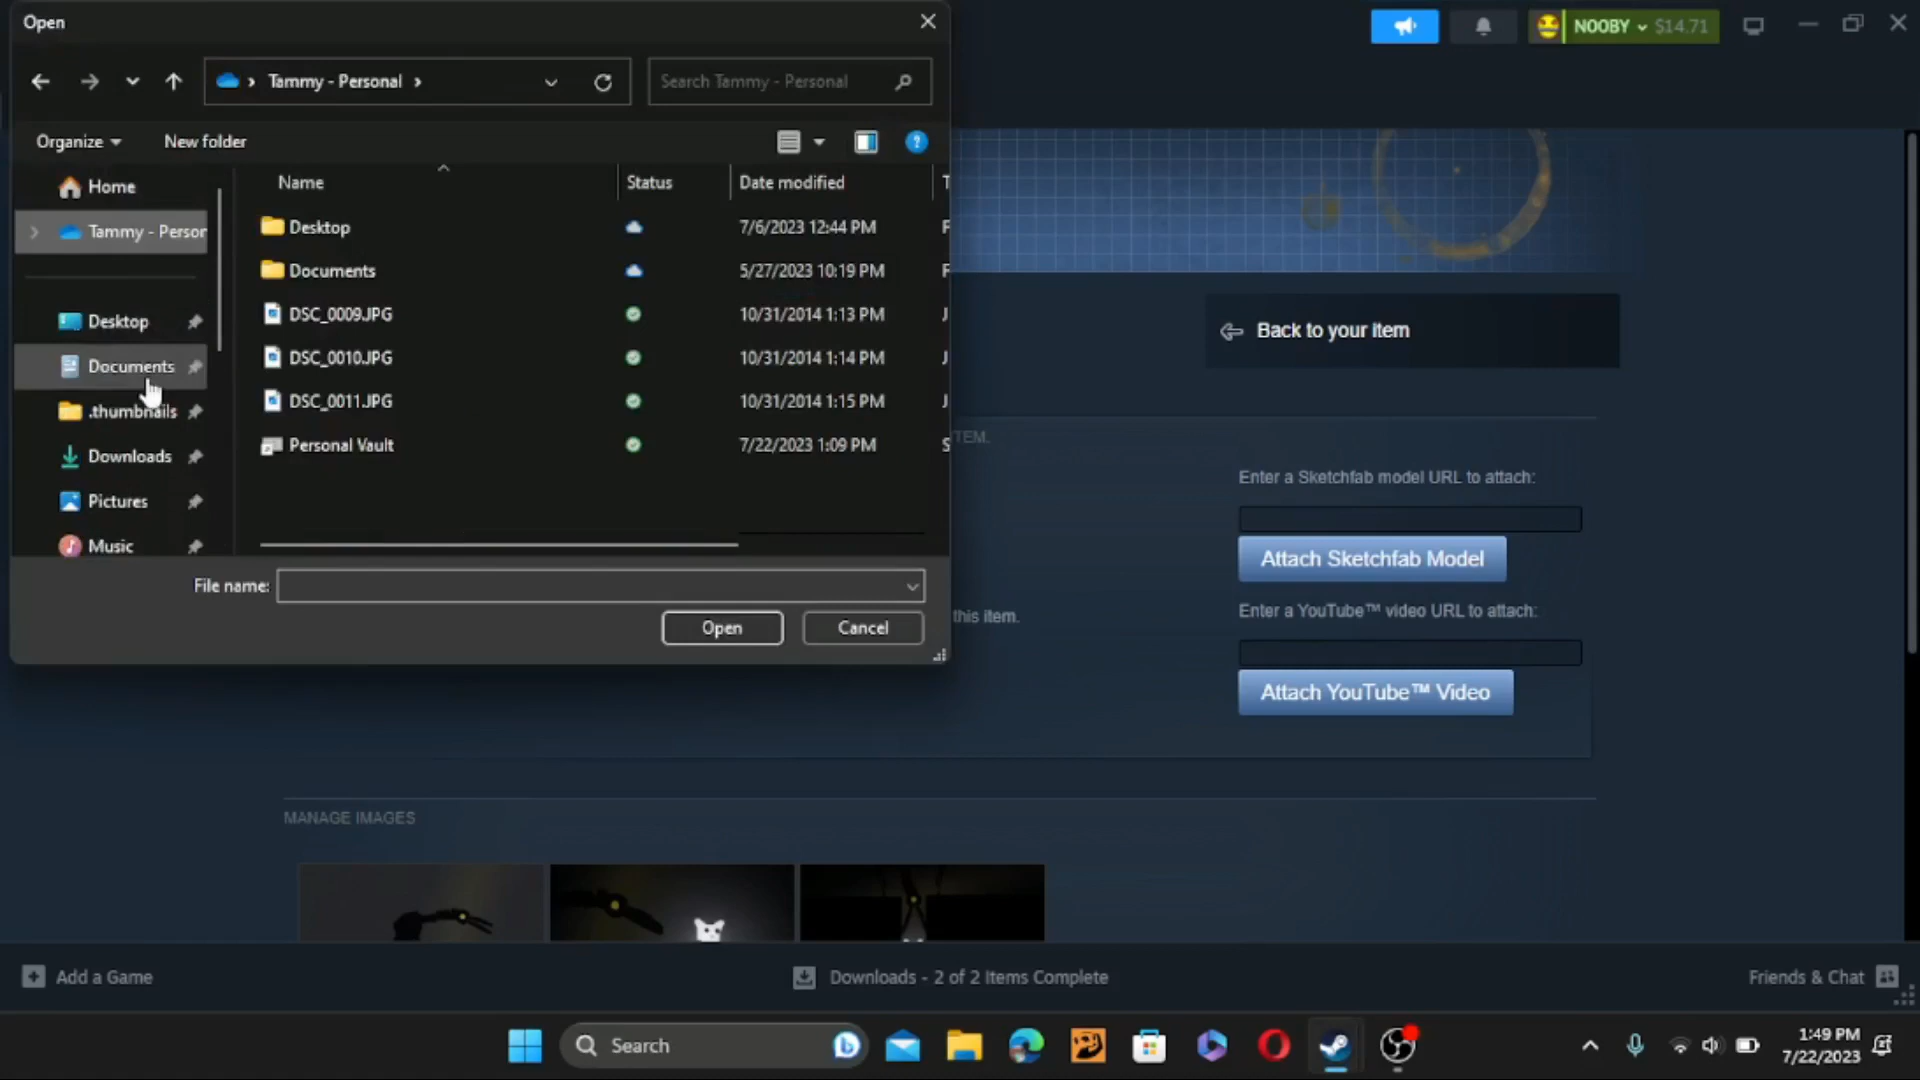 Open
NOOBY $14.71
Tammy - Personal
Search Tammy - Personal
Organize
New folder
Home
Tammy - Person
Desktop
Documents
.thumbnails
Downloads
Pictures
Music
Name Status Date modified T
Desktop 7/6/2023 12:44 PM F
Documents 5/27/2023 10:19 PM F
DSC_0009.JPG 10/31/2014 1:13 PM J
DSC_0010.JPG 10/31/2014 1:14 PM J
DSC_0011.JPG 10/31/2014 1:15 PM J
Personal Vault 7/22/2023 1:09 PM S
File name:
Open Cancel
Back to your item
TEM.
Enter a Sketchfab model URL to attach:
Attach Sketchfab Model
this item.
Enter a YouTube™ video URL to attach:
Attach YouTube™ Video
MANAGE IMAGES
Add a Game
Downloads - 2 of 2 Items Complete
Friends & Chat
Search
1:49 PM
7/22/2023